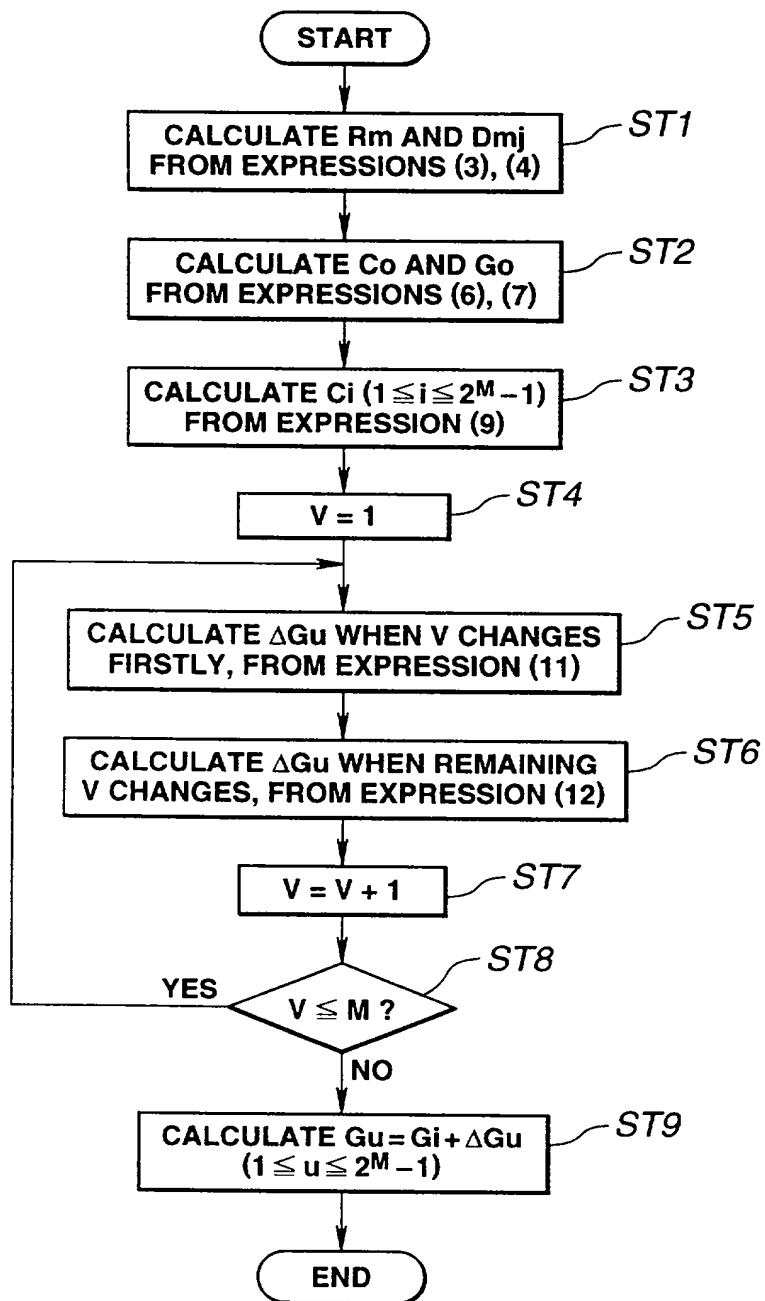 START
CALCULATE Rm AND Dmj
FROM EXPRESSIONS (3), (4)
ST1
CALCULATE Co AND Go
FROM EXPRESSIONS (6), (7)
ST2
CALCULATE Ci (1 ≦ i ≦ 2^M – 1)
FROM EXPRESSION (9)
ST3
V = 1
ST4
CALCULATE ΔGu WHEN V CHANGES
FIRSTLY, FROM EXPRESSION (11)
ST5
CALCULATE ΔGu WHEN REMAINING
V CHANGES, FROM EXPRESSION (12)
ST6
V = V + 1
ST7
V ≦ M ?
ST8
YES
NO
CALCULATE Gu = Gi + ΔGu
(1 ≦ u ≦ 2^M – 1)
ST9
END